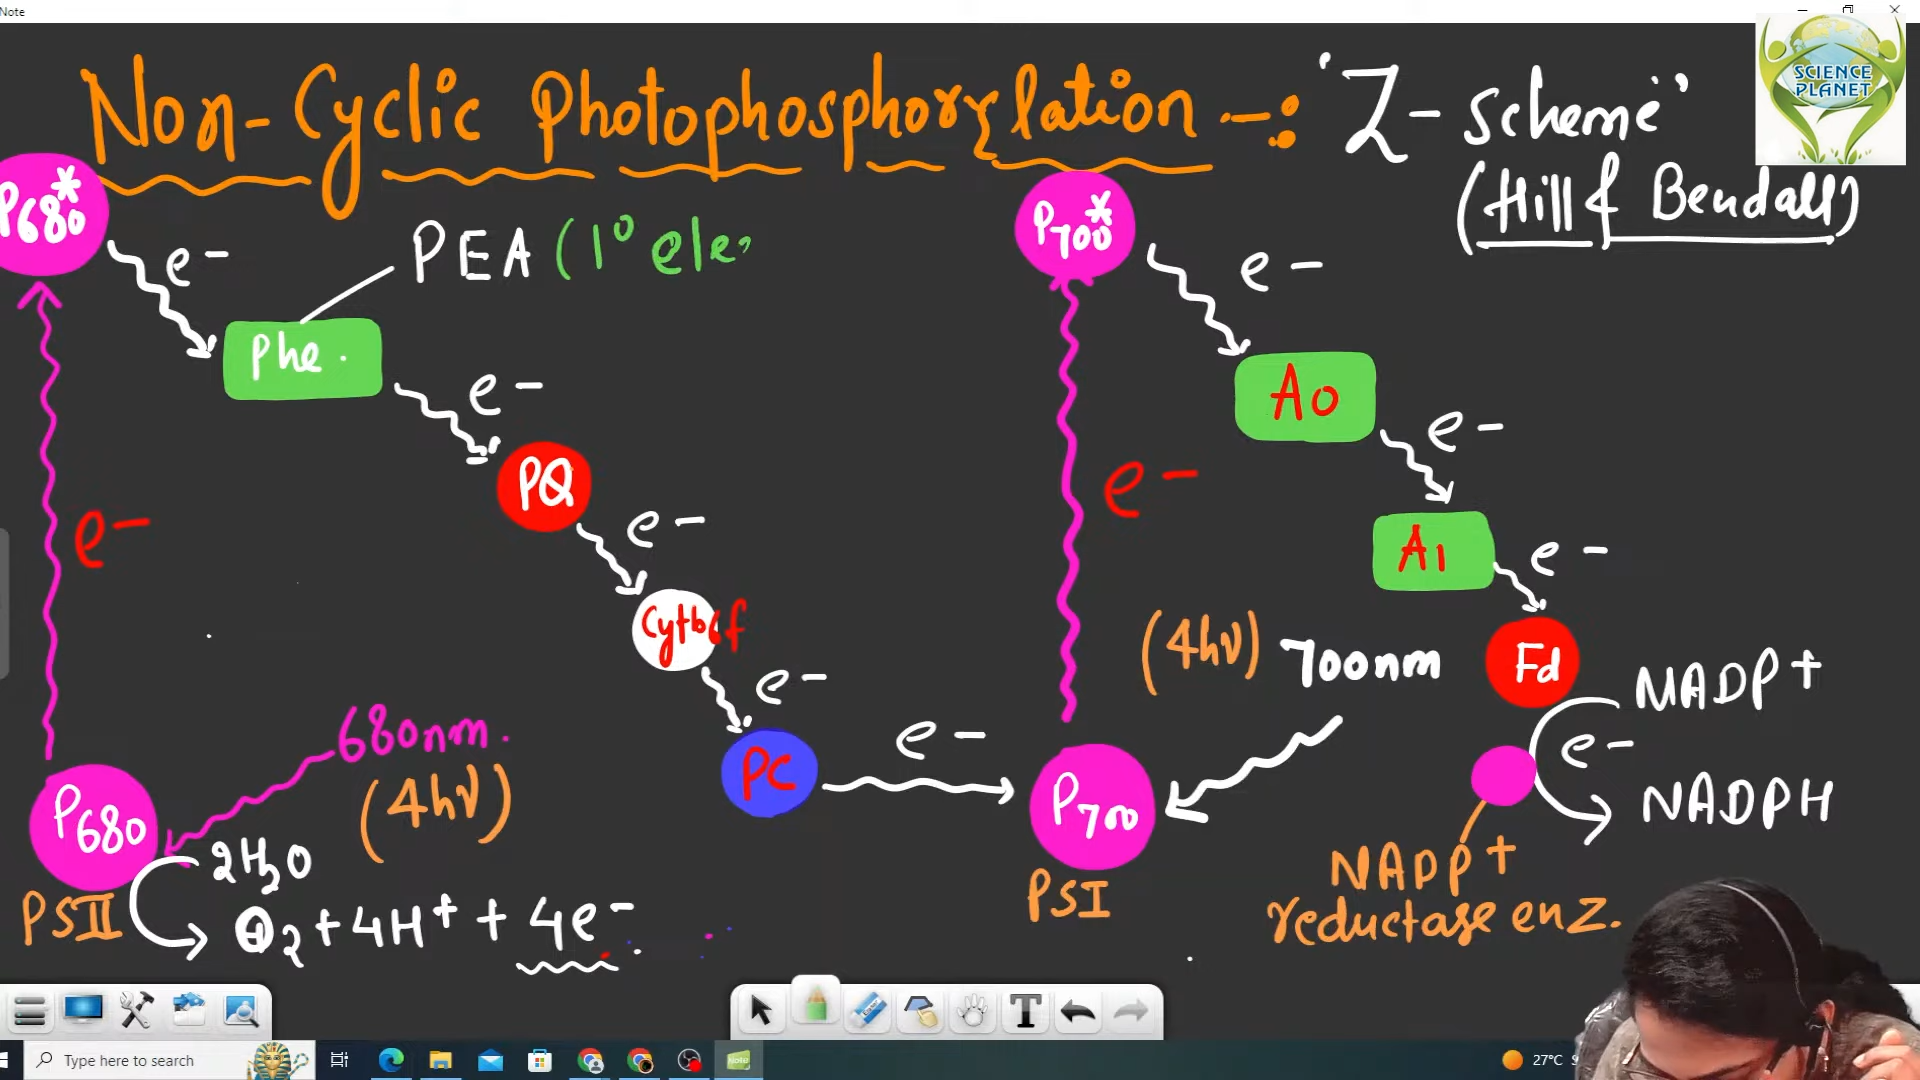 Note
Non-Cyclic Photophosphorylation -: 'Z-scheme'
(Hill & Bendall)
SCIENCE
PLANET
P680*
e-
PEA (1° ele
Phe.
e-
PQ
e-
e-
Cytb6f
e-
PC
e-
680nm.
(4hν)
P680
PSII
2H2O
O2 + 4H+ + 4e-
P700*
e-
A0
e-
e-
A1
e-
(4hν) 700nm
Fd
NADP+
e-
NADPH
P700
PSI
NADP+
reductase enz.
T
Type here to search
Note
27°C